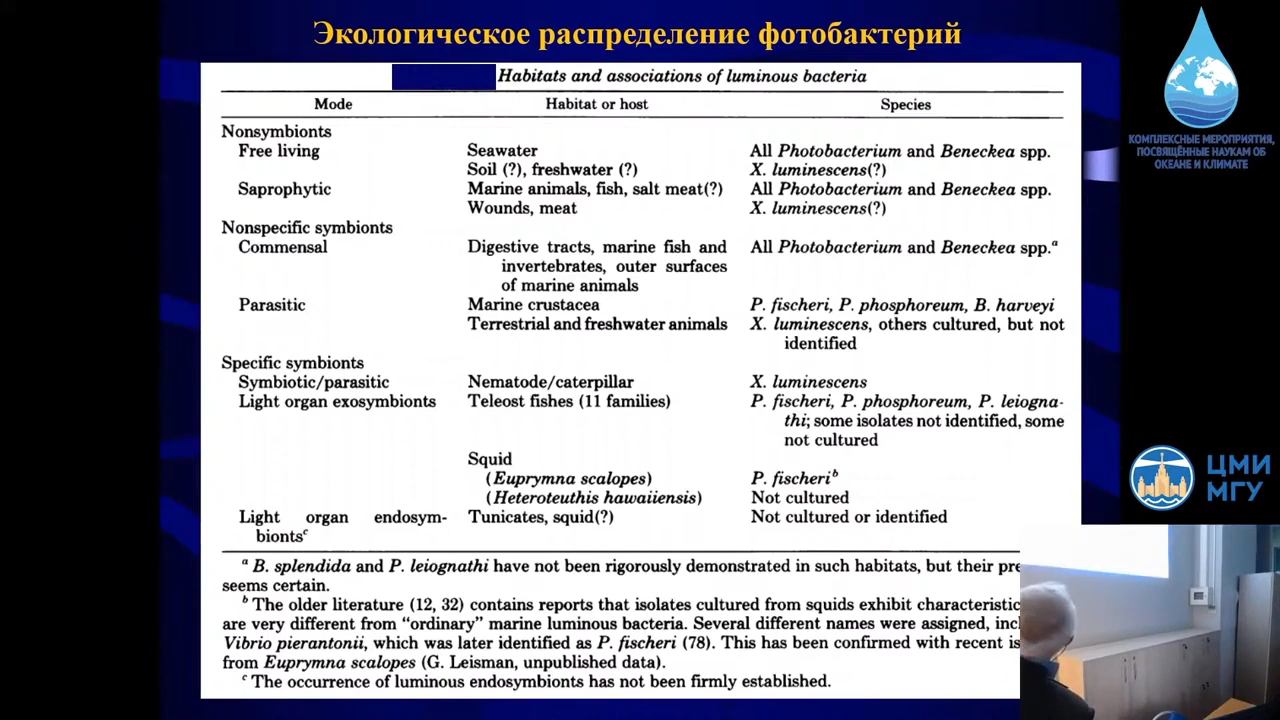 Экологическое распределение фотобактерий
Habitats and associations of luminous bacteria
Mode Habitat or host Species
Nonsymbionts
Free living Seawater All Photobacterium and Beneckea spp.
Soil (?), freshwater (?) X. luminescens(?)
Saprophytic Marine animals, fish, salt meat(?) All Photobacterium and Beneckea spp.
Wounds, meat X. luminescens(?)
Nonspecific symbionts
Commensal Digestive tracts, marine fish and All Photobacterium and Beneckea spp.ᵃ
invertebrates, outer surfaces
of marine animals
Parasitic Marine crustacea P. fischeri, P. phosphoreum, B. harveyi
Terrestrial and freshwater animals X. luminescens, others cultured, but not
identified
Specific symbionts
Symbiotic/parasitic Nematode/caterpillar X. luminescens
Light organ exosymbionts Teleost fishes (11 families) P. fischeri, P. phosphoreum, P. leiogna-
thi; some isolates not identified, some
not cultured
Squid
(Euprymna scalopes) P. fischeriᵇ
(Heteroteuthis hawaiiensis) Not cultured
Light organ endosym- Tunicates, squid(?) Not cultured or identified
biontsᶜ
ᵃ B. splendida and P. leiognathi have not been rigorously demonstrated in such habitats, but their pre
seems certain.
ᵇ The older literature (12, 32) contains reports that isolates cultured from squids exhibit characteristic
are very different from “ordinary” marine luminous bacteria. Several different names were assigned, incl
Vibrio pierantonii, which was later identified as P. fischeri (78). This has been confirmed with recent is
from Euprymna scalopes (G. Leisman, unpublished data).
ᶜ The occurrence of luminous endosymbionts has not been firmly established.
КОМПЛЕКСНЫЕ МЕРОПРИЯТИЯ,
ПОСВЯЩЁННЫЕ НАУКАМ ОБ
ОКЕАНЕ И КЛИМАТЕ
ЦМИ
МГУ